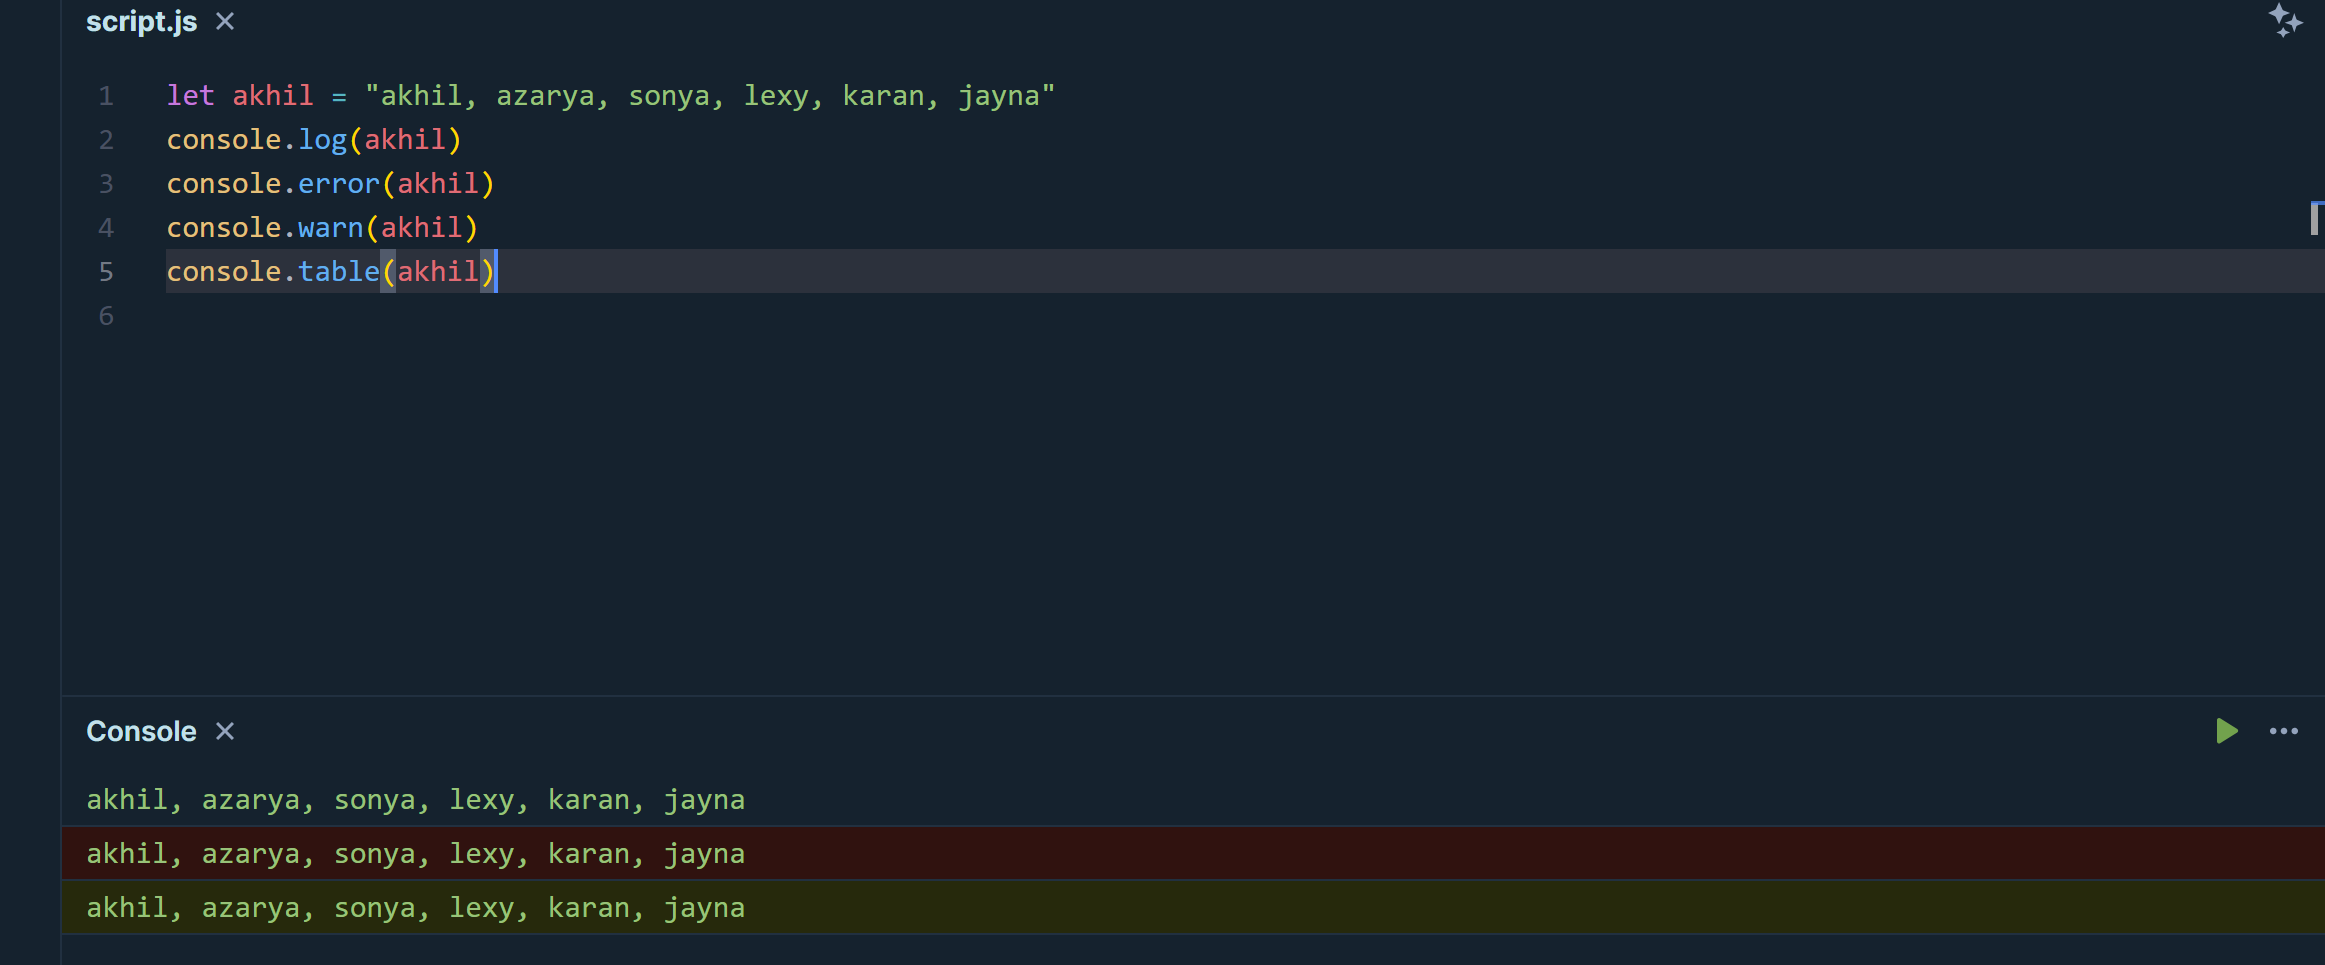 script.js ×
1 let akhil = "akhil, azarya, sonya, lexy, karan, jayna"
2 console.log(akhil)
3 console.error(akhil)
4 console.warn(akhil)
5 console.table(akhil)
6
Console ×
akhil, azarya, sonya, lexy, karan, jayna
akhil, azarya, sonya, lexy, karan, jayna
akhil, azarya, sonya, lexy, karan, jayna